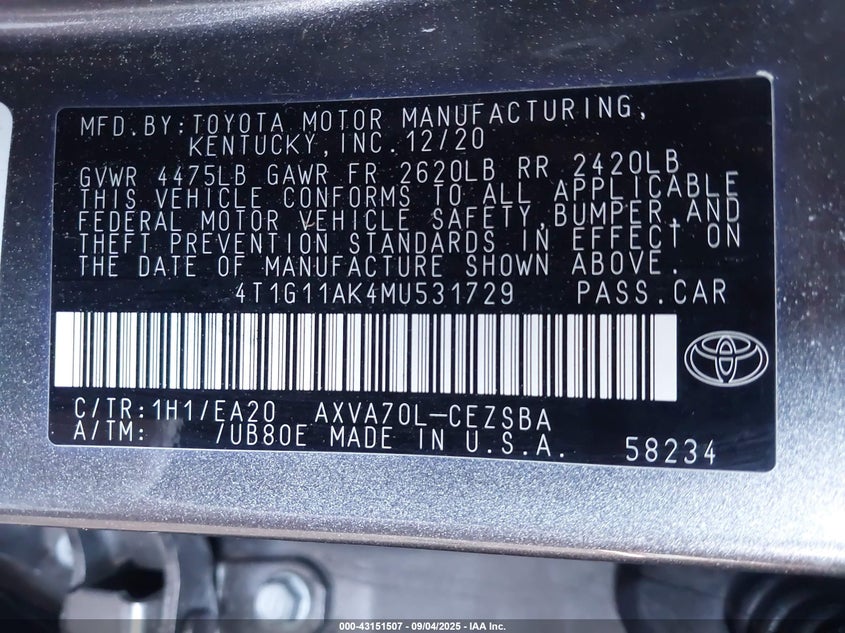 MFD.BY:TOYOTA MOTOR MANUFACTURING,
KENTUCKY,INC.12/20
GVWR 4475LB GAWR FR 2620LB RR 2420LB
THIS VEHICLE CONFORMS TO ALL APPLICABLE
FEDERAL MOTOR VEHICLE SAFETY,BUMPER,AND
THEFT PREVENTION STANDARDS IN EFFECT ON
THE DATE OF MANUFACTURE SHOWN ABOVE.
4T1G11AK4MU531729 PASS.CAR
C/TR:1H1/EA20 AXVA70L-CEZSBA
A/TM: 7UB80E MADE IN U.S.A. 58234
000-43151507 - 09/04/2025 - IAA Inc.